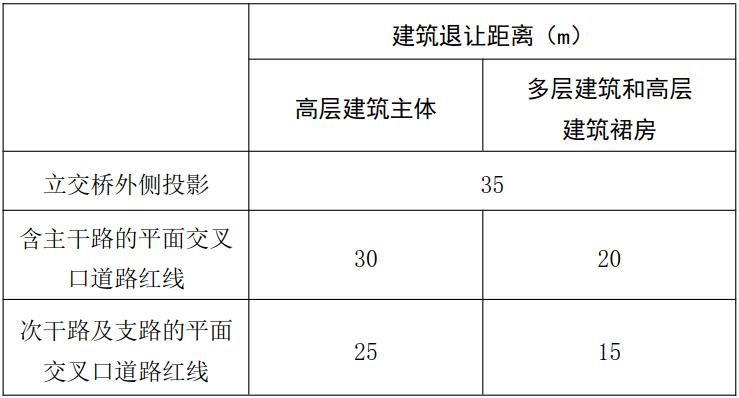 建筑退让距离（m）
高层建筑主体
多层建筑和高层
建筑裙房
立交桥外侧投影
35
含主干路的平面交叉
口道路红线
30
20
次干路及支路的平面
交叉口道路红线
25
15